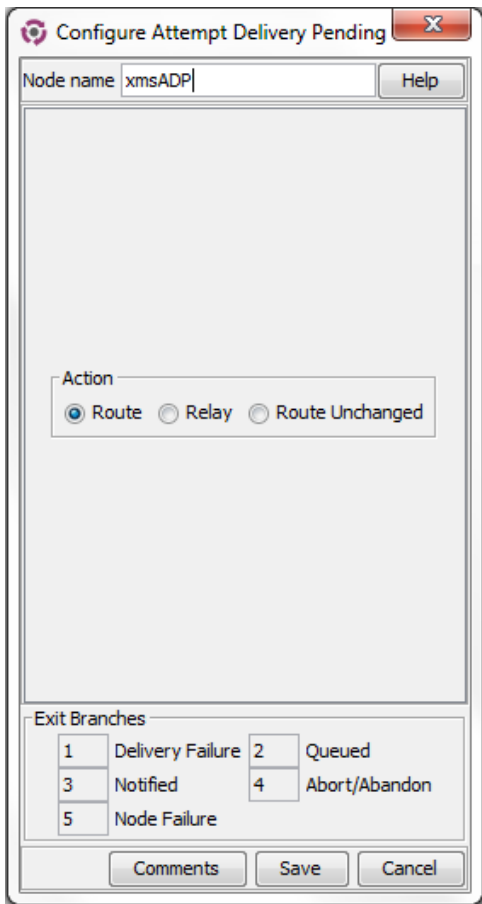 Configure Attempt Delivery Pending
Node name xmsADP Help
Action
Route Relay Route Unchanged
Exit Branches
1 Delivery Failure 2 Queued
3 Notified 4 Abort/Abandon
5 Node Failure
Comments Save Cancel